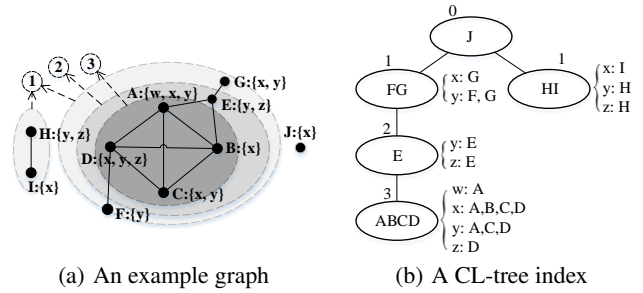 1
2
3
A:{w, x, y}
G:{x, y}
E:{y, z}
H:{y, z}
J:{x}
D:{x, y, z}
B:{x}
I:{x}
C:{x, y}
F:{y}
(a) An example graph
0
J
1
FG
x: G
y: F, G
1
HI
x: I
y: H
z: H
2
E
y: E
z: E
3
ABCD
w: A
x: A,B,C,D
y: A,C,D
z: D
(b) A CL-tree index